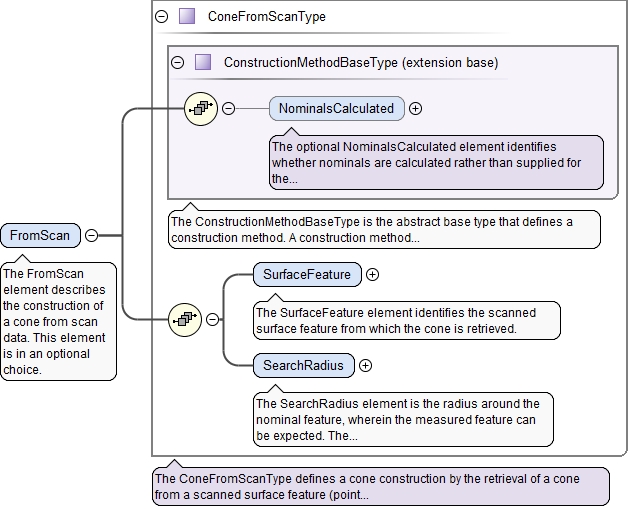 ConeFromScanType
ConstructionMethodBaseType (extension base)
NominalsCalculated
The optional NominalsCalculated element identifies
whether nominals are calculated rather than supplied for
the...
The ConstructionMethodBaseType is the abstract base type that defines a
construction method. A construction method...
FromScan
The FromScan
element describes
the construction of
a cone from scan
data. This element
is in an optional
choice.
SurfaceFeature
The SurfaceFeature element identifies the scanned
surface feature from which the cone is retrieved.
SearchRadius
The SearchRadius element is the radius around the
nominal feature, wherein the measured feature can
be expected. The...
The ConeFromScanType defines a cone construction by the retrieval of a cone
from a scanned surface feature (point...